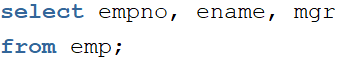 select empno, ename, mgr
from emp;